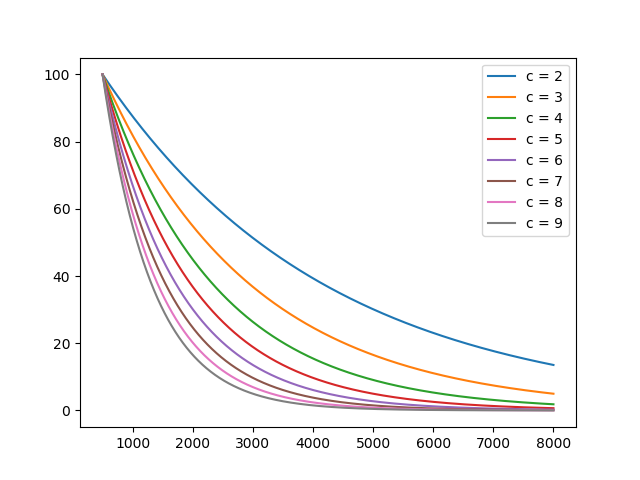 100
80
60
40
20
0
1000 2000 3000 4000 5000 6000 7000 8000
c = 2
c = 3
c = 4
c = 5
c = 6
c = 7
c = 8
c = 9